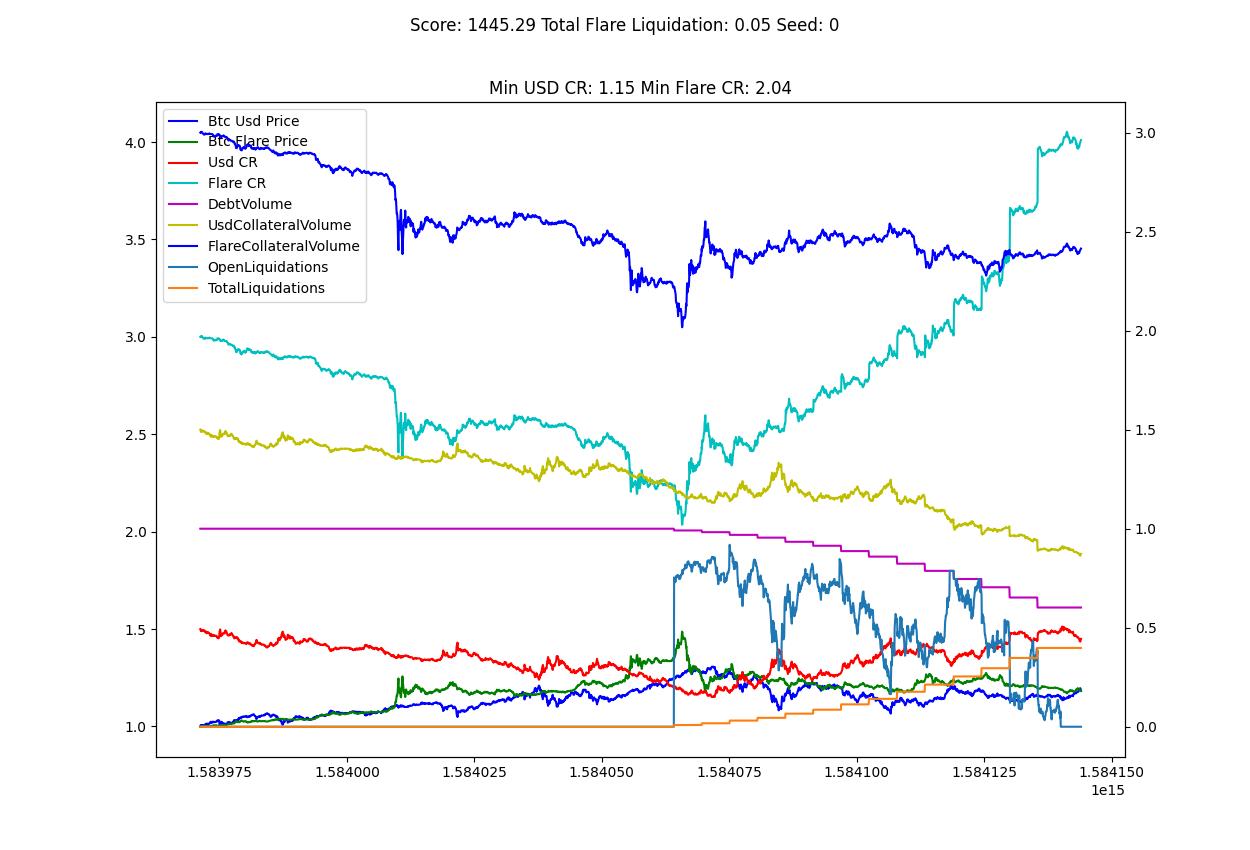 Score: 1445.29 Total Flare Liquidation: 0.05 Seed: 0
Min USD CR: 1.15 Min Flare CR: 2.04
Btc Usd Price
Btc Flare Price
Usd CR
Flare CR
DebtVolume
UsdCollateralVolume
FlareCollateralVolume
OpenLiquidations
TotalLiquidations
4.0
3.5
3.0
2.5
2.0
1.5
1.0
3.0
2.5
2.0
1.5
1.0
0.5
0.0
1.583975 1.584000 1.584025 1.584050 1.584075 1.584100 1.584125 1.584150
1e15